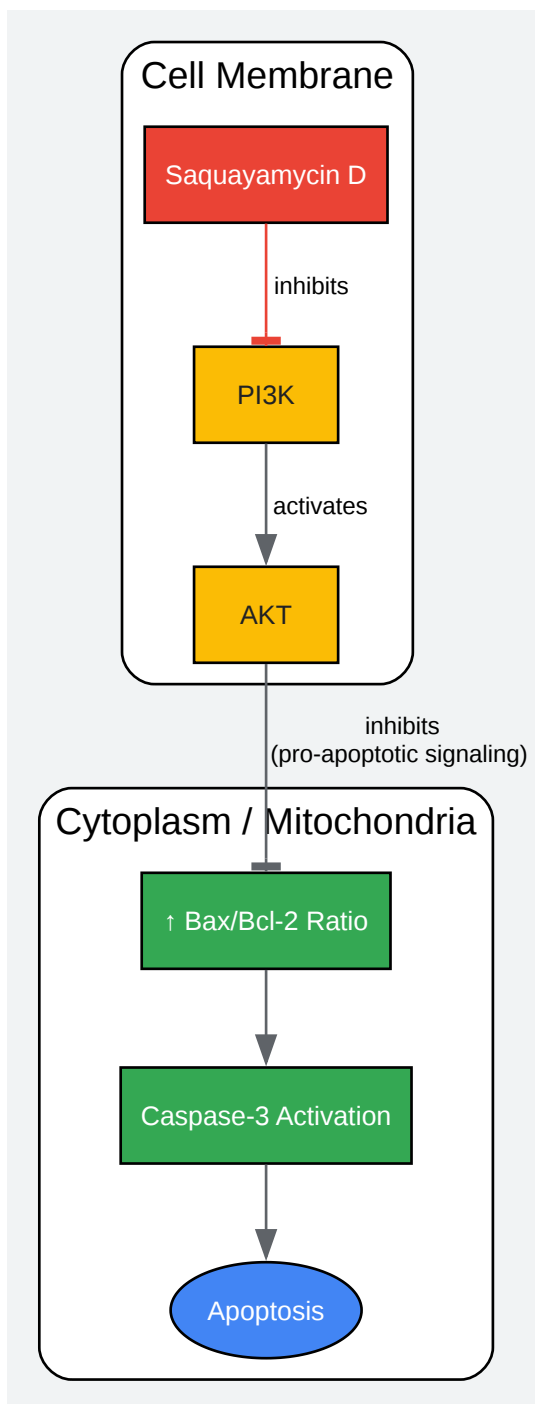 Cell Membrane
Saquayamycin D
inhibits
PI3K
activates
AKT
inhibits
(pro-apoptotic signaling)
Cytoplasm / Mitochondria
↑ Bax/Bcl-2 Ratio
Caspase-3 Activation
Apoptosis